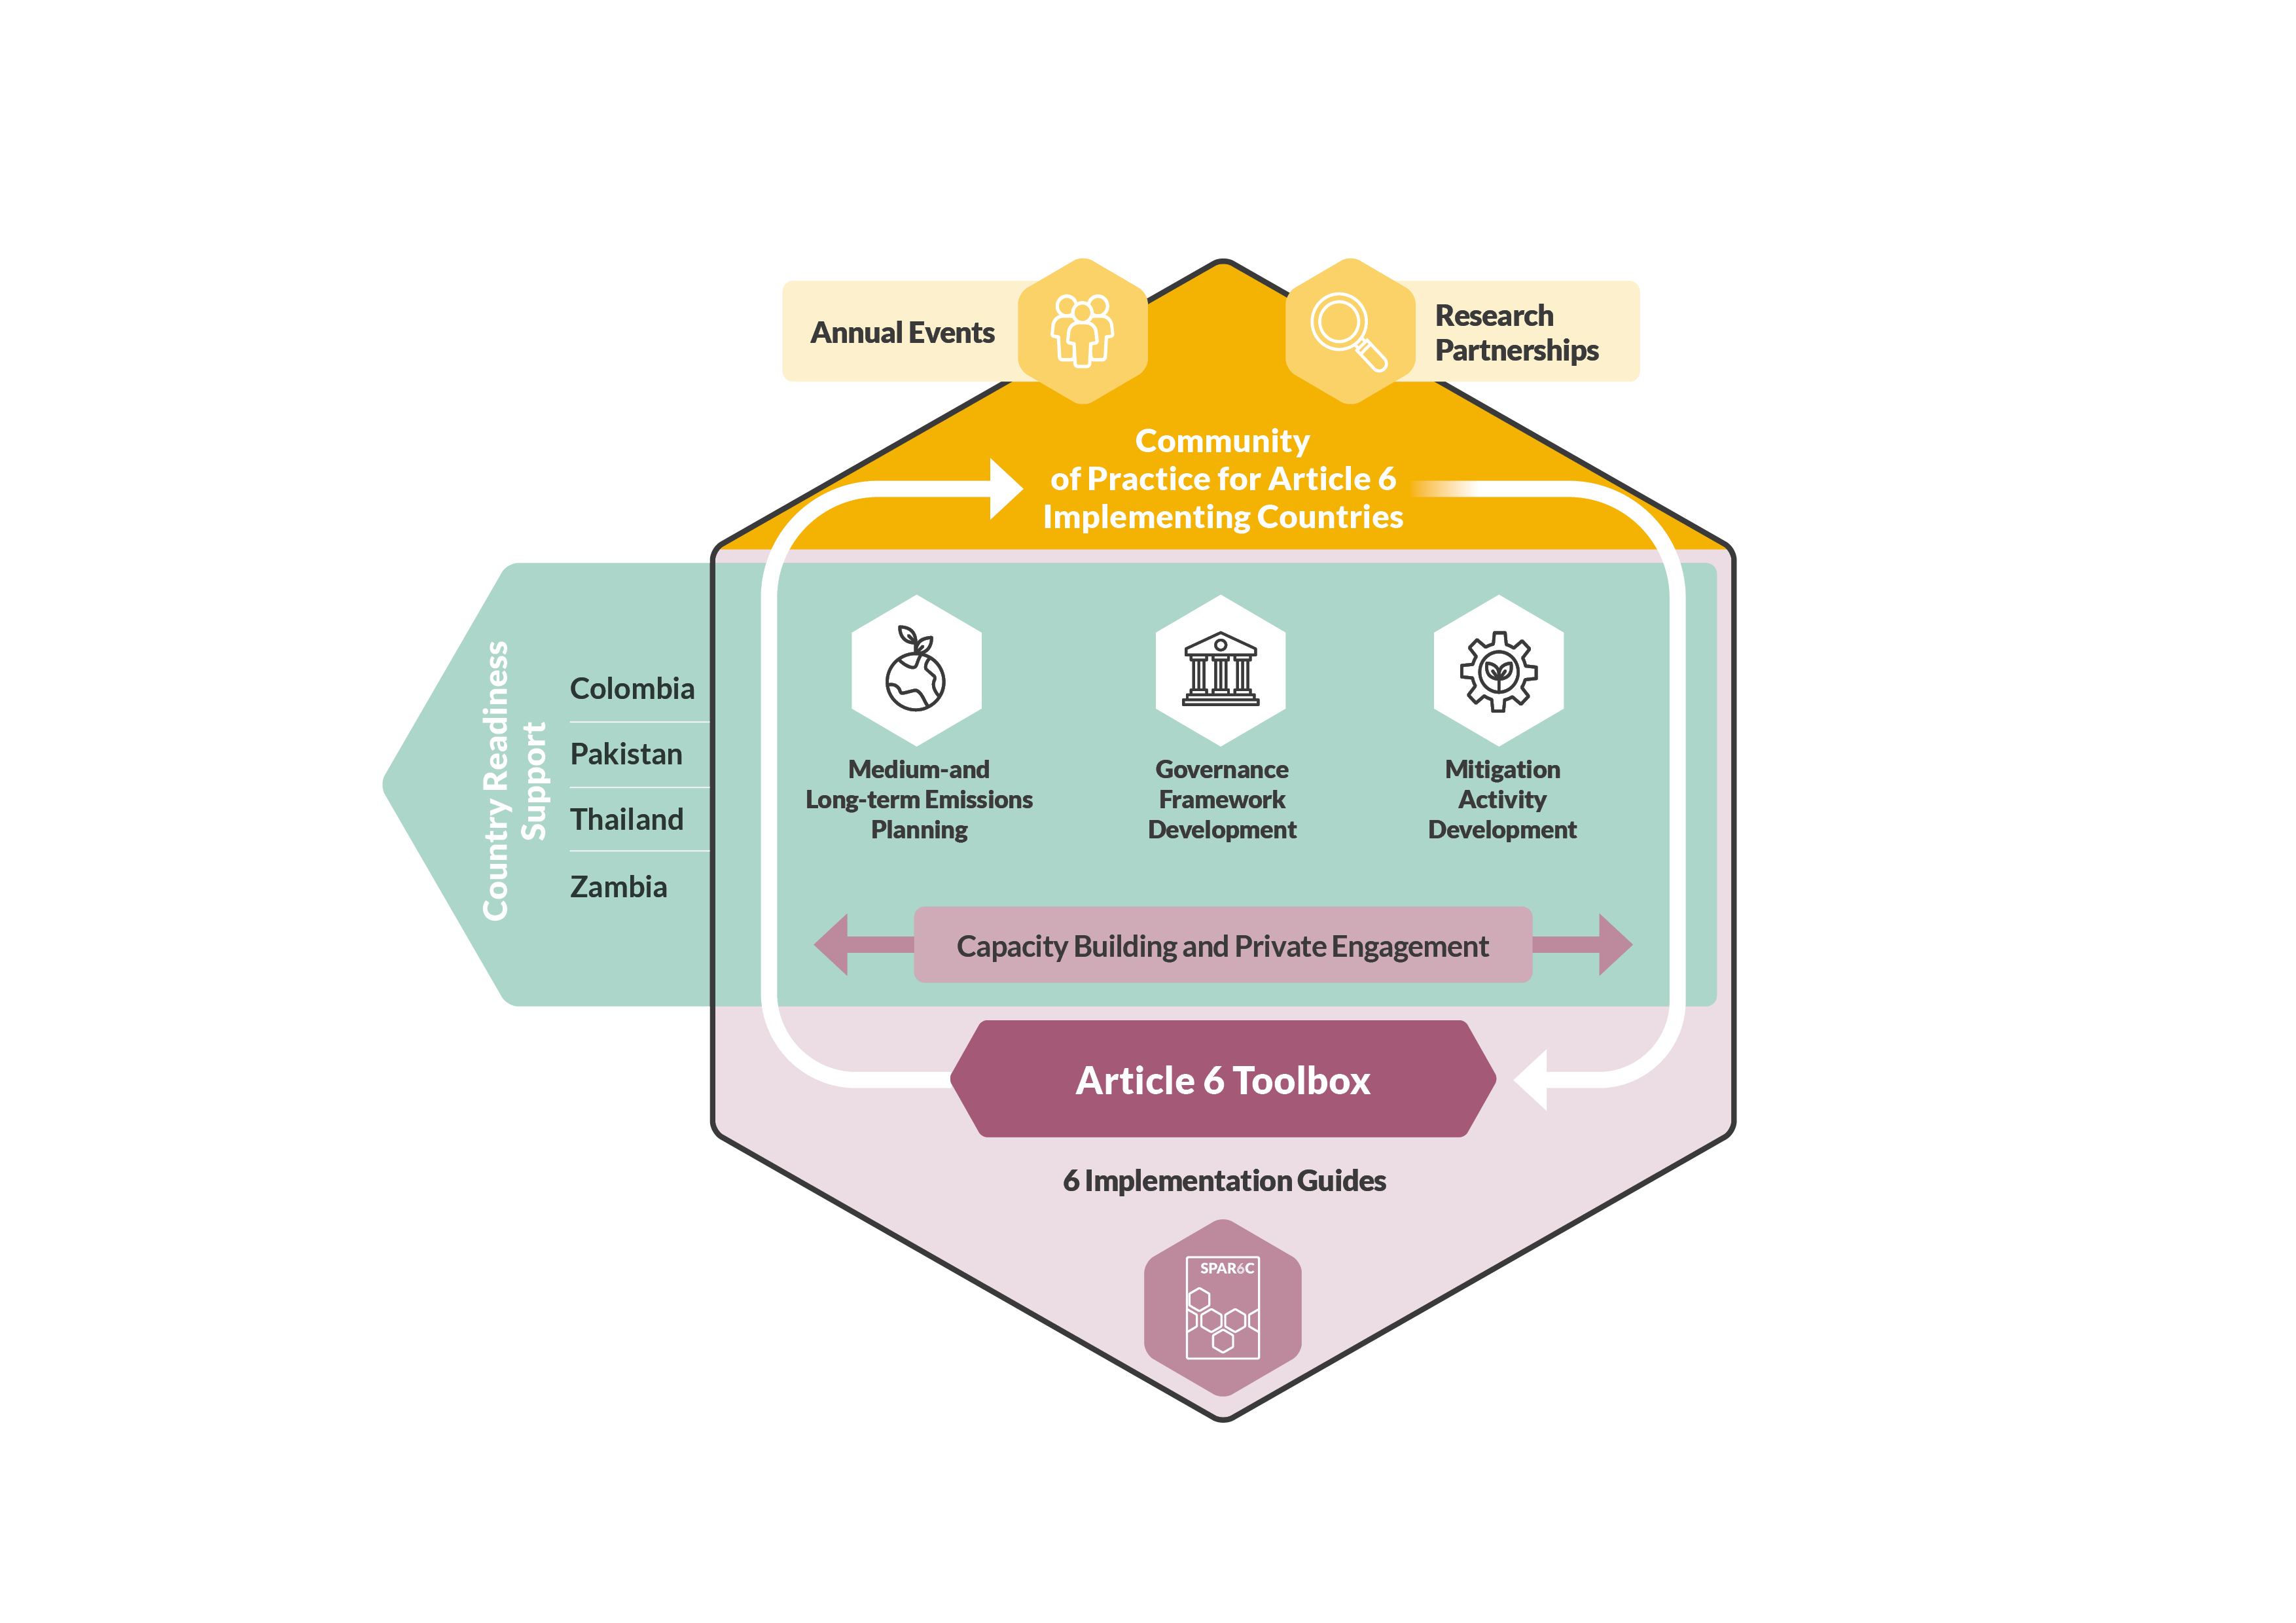 Annual Events
Research
Partnerships
Community
of Practice for Article 6
Implementing Countries
Country Readiness
Support
Colombia
Pakistan
Thailand
Zambia
Medium-and
Long-term Emissions
Planning
Governance
Framework
Development
Mitigation
Activity
Development
Capacity Building and Private Engagement
Article 6 Toolbox
6 Implementation Guides
SPAR6C